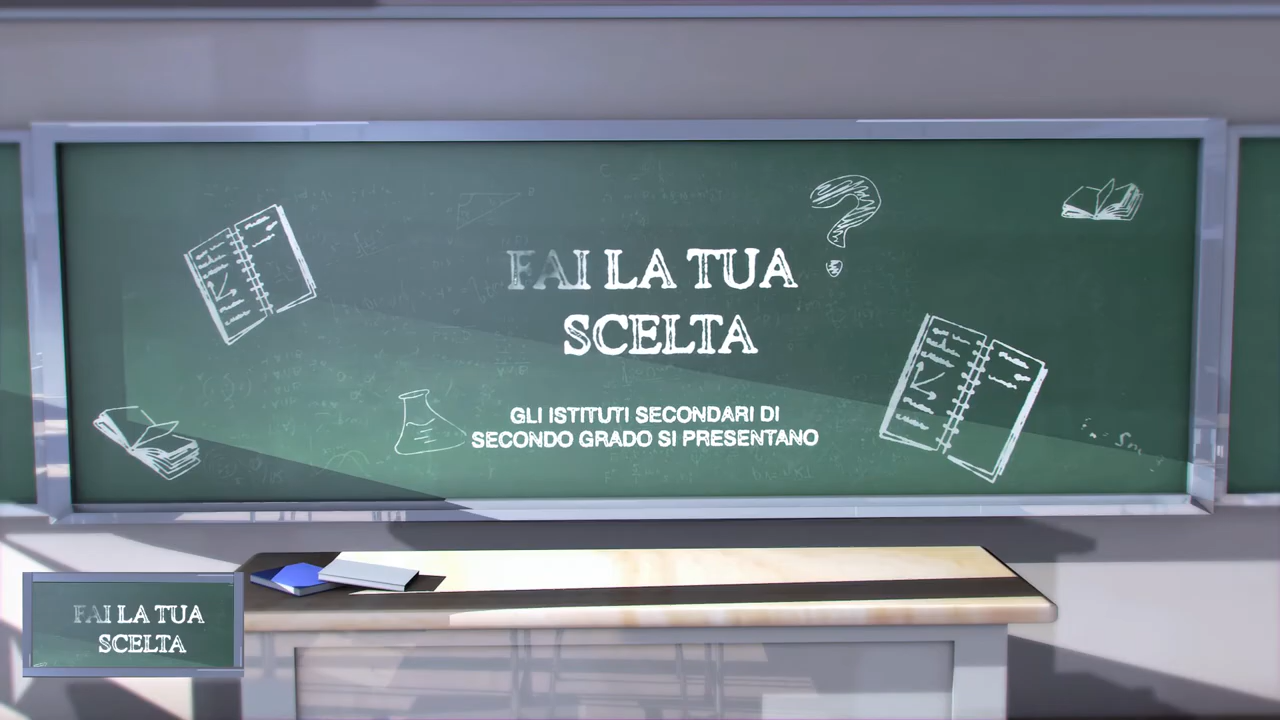 FAI LA TUA
SCELTA
GLI ISTITUTI SECONDARI DI
SECONDO GRADO SI PRESENTANO
FAI LA TUA
SCELTA